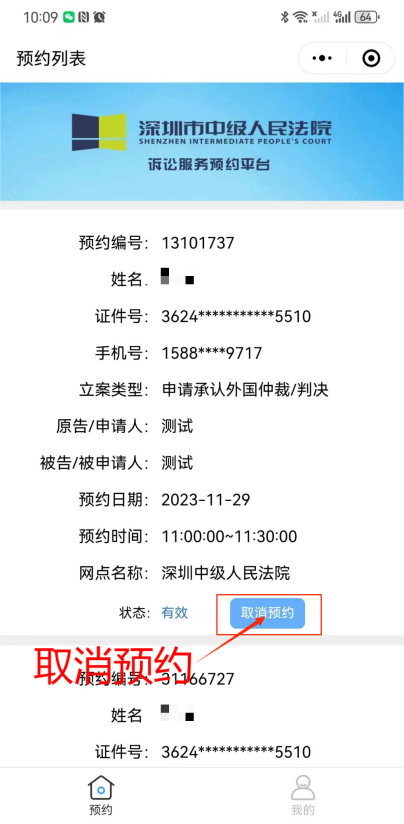 10:09 4G 64
预约列表
深圳市中级人民法院
SHENZHEN INTERMEDIATE PEOPLE'S COURT
诉讼服务预约平台
预约编号: 13101737
姓名
证件号: 3624***********5510
手机号: 1588****9717
立案类型: 申请承认外国仲裁/判决
原告/申请人: 测试
被告/被申请人: 测试
预约日期: 2023-11-29
预约时间: 11:00:00~11:30:00
网点名称: 深圳中级人民法院
状态: 有效 取消预约
取消预约
预约编号: 31166727
姓名
证件号: 3624***********5510
预约 我的